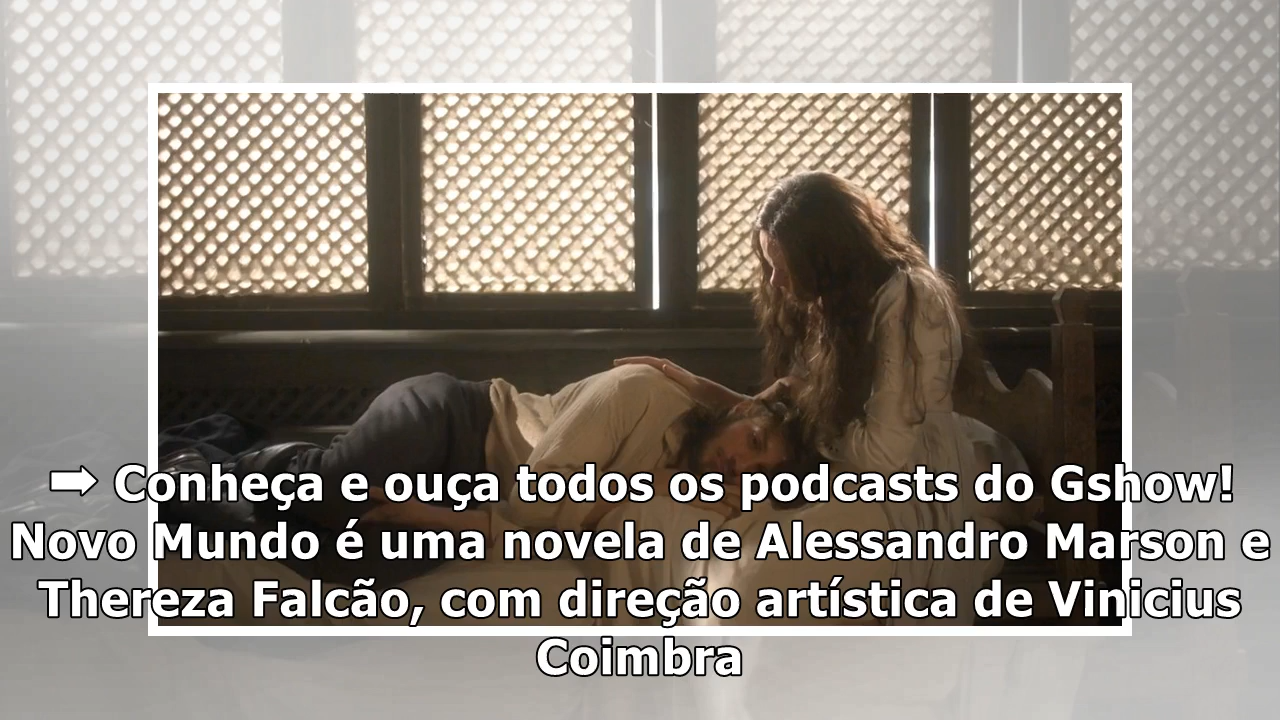 ➡ Conheça e ouça todos os podcasts do Gshow!
Novo Mundo é uma novela de Alessandro Marson e
Thereza Falcão, com direção artística de Vinicius
Coimbra